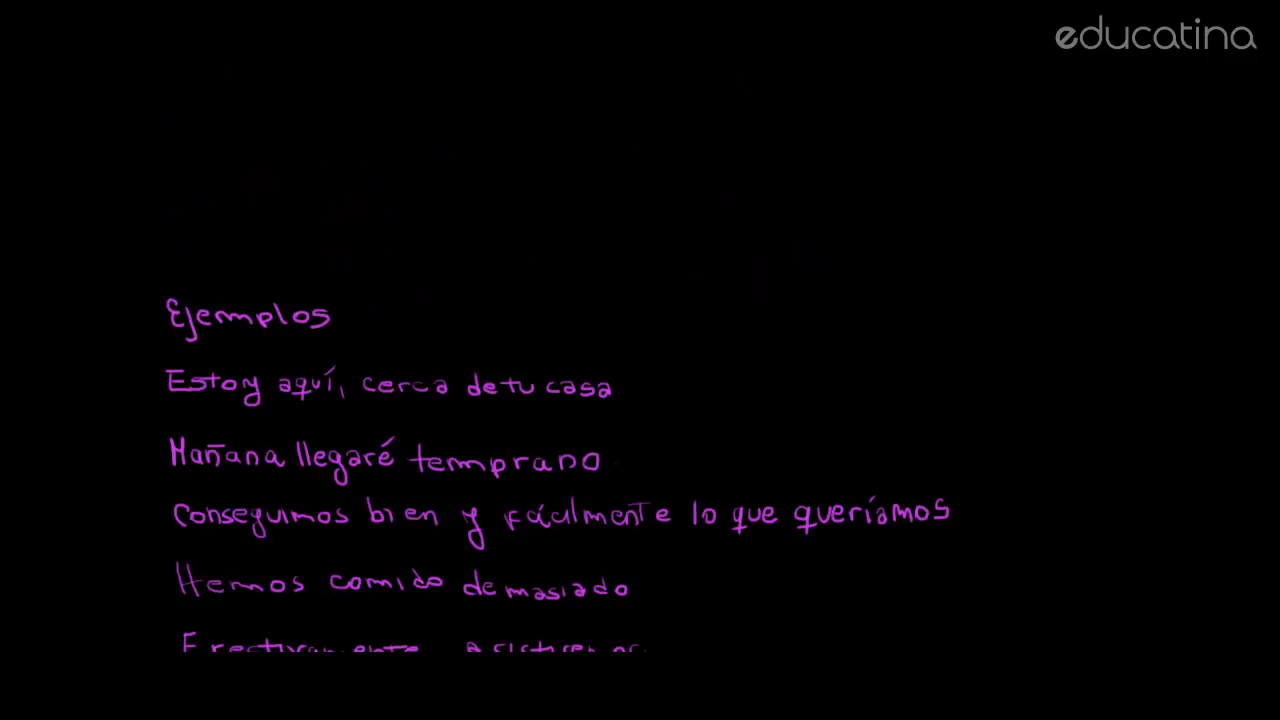 educatina
Ejemplos
Estoy aquí, cerca de tu casa
Mañana llegaré temprano
Conseguimos bien y fácilmente lo que queríamos
Hemos comido demasiado